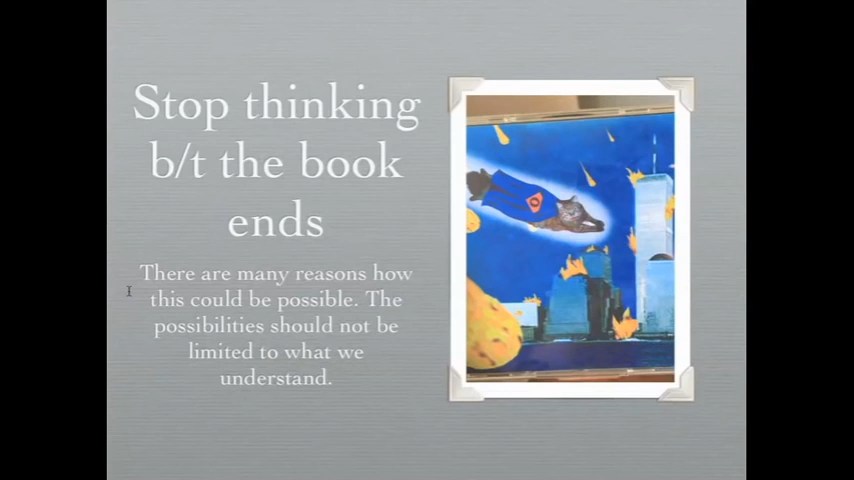 Stop thinking
b/t the book
ends
There are many reasons how
this could be possible. The
possibilities should not be
limited to what we
understand.